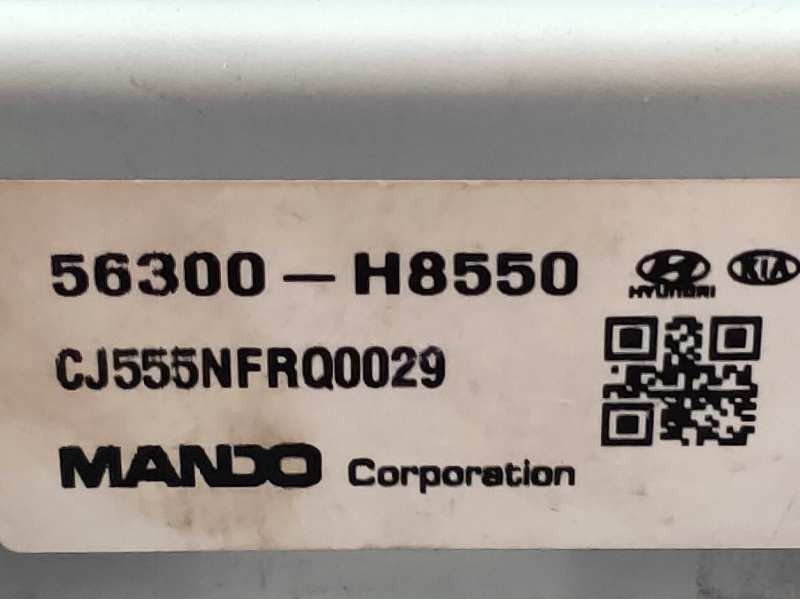 56300-H8550
HYUNDAI
KIA
CJ555NFRQ0029
MANDO Corporation